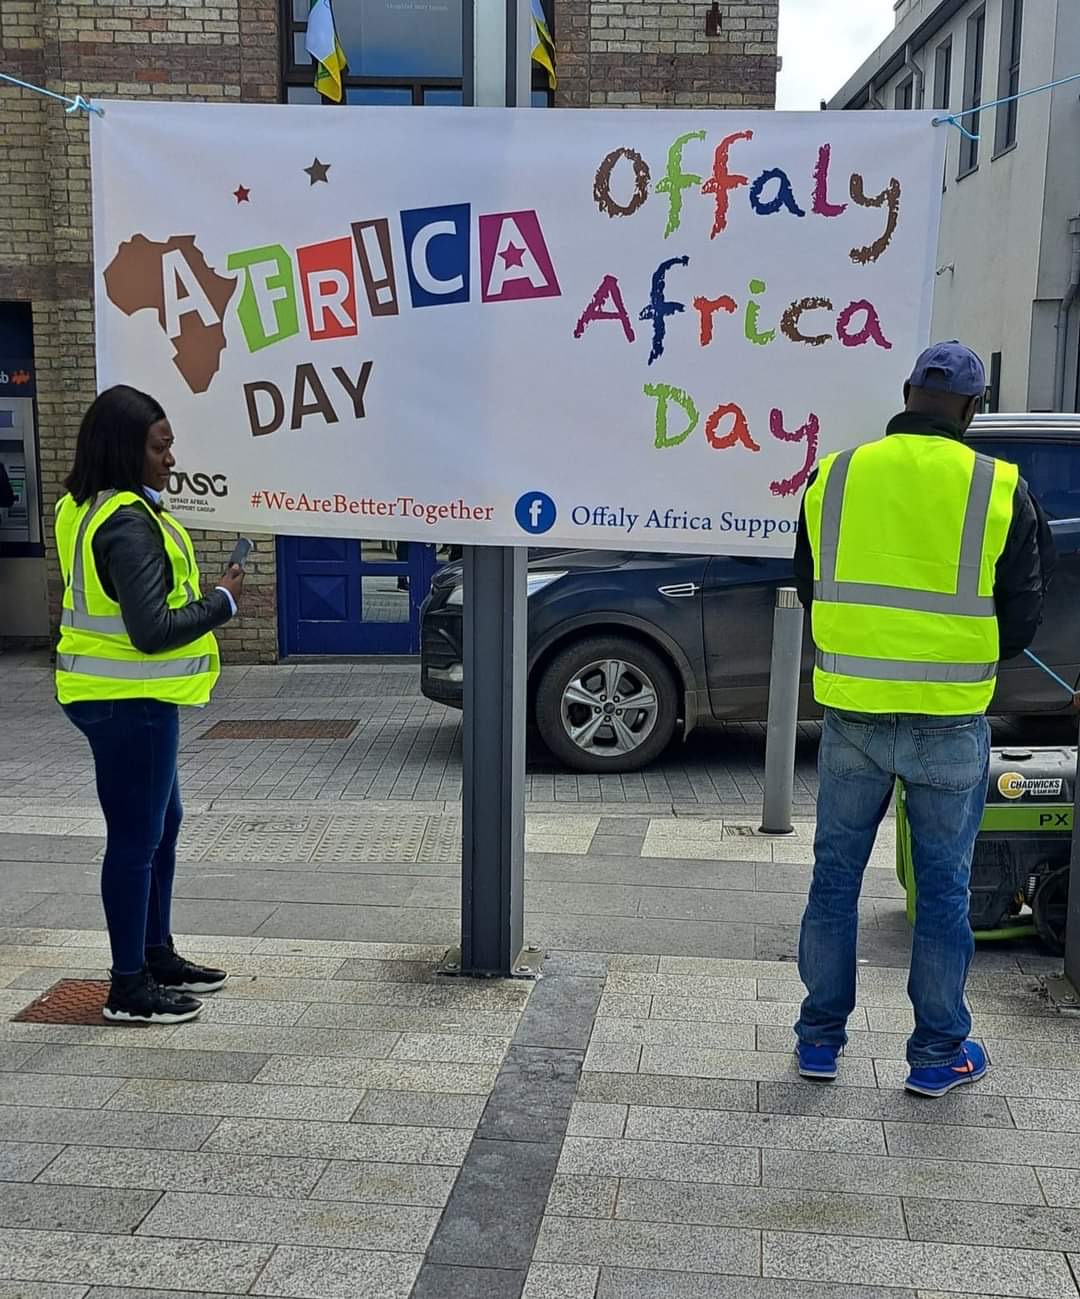 AFR!CA
DAY
Offaly
Africa
Day
OASG
OFFALY AFRICA
SUPPORT GROUP
#WeAreBetterTogether
f
Offaly Africa Suppor
CHADWICKS
PX